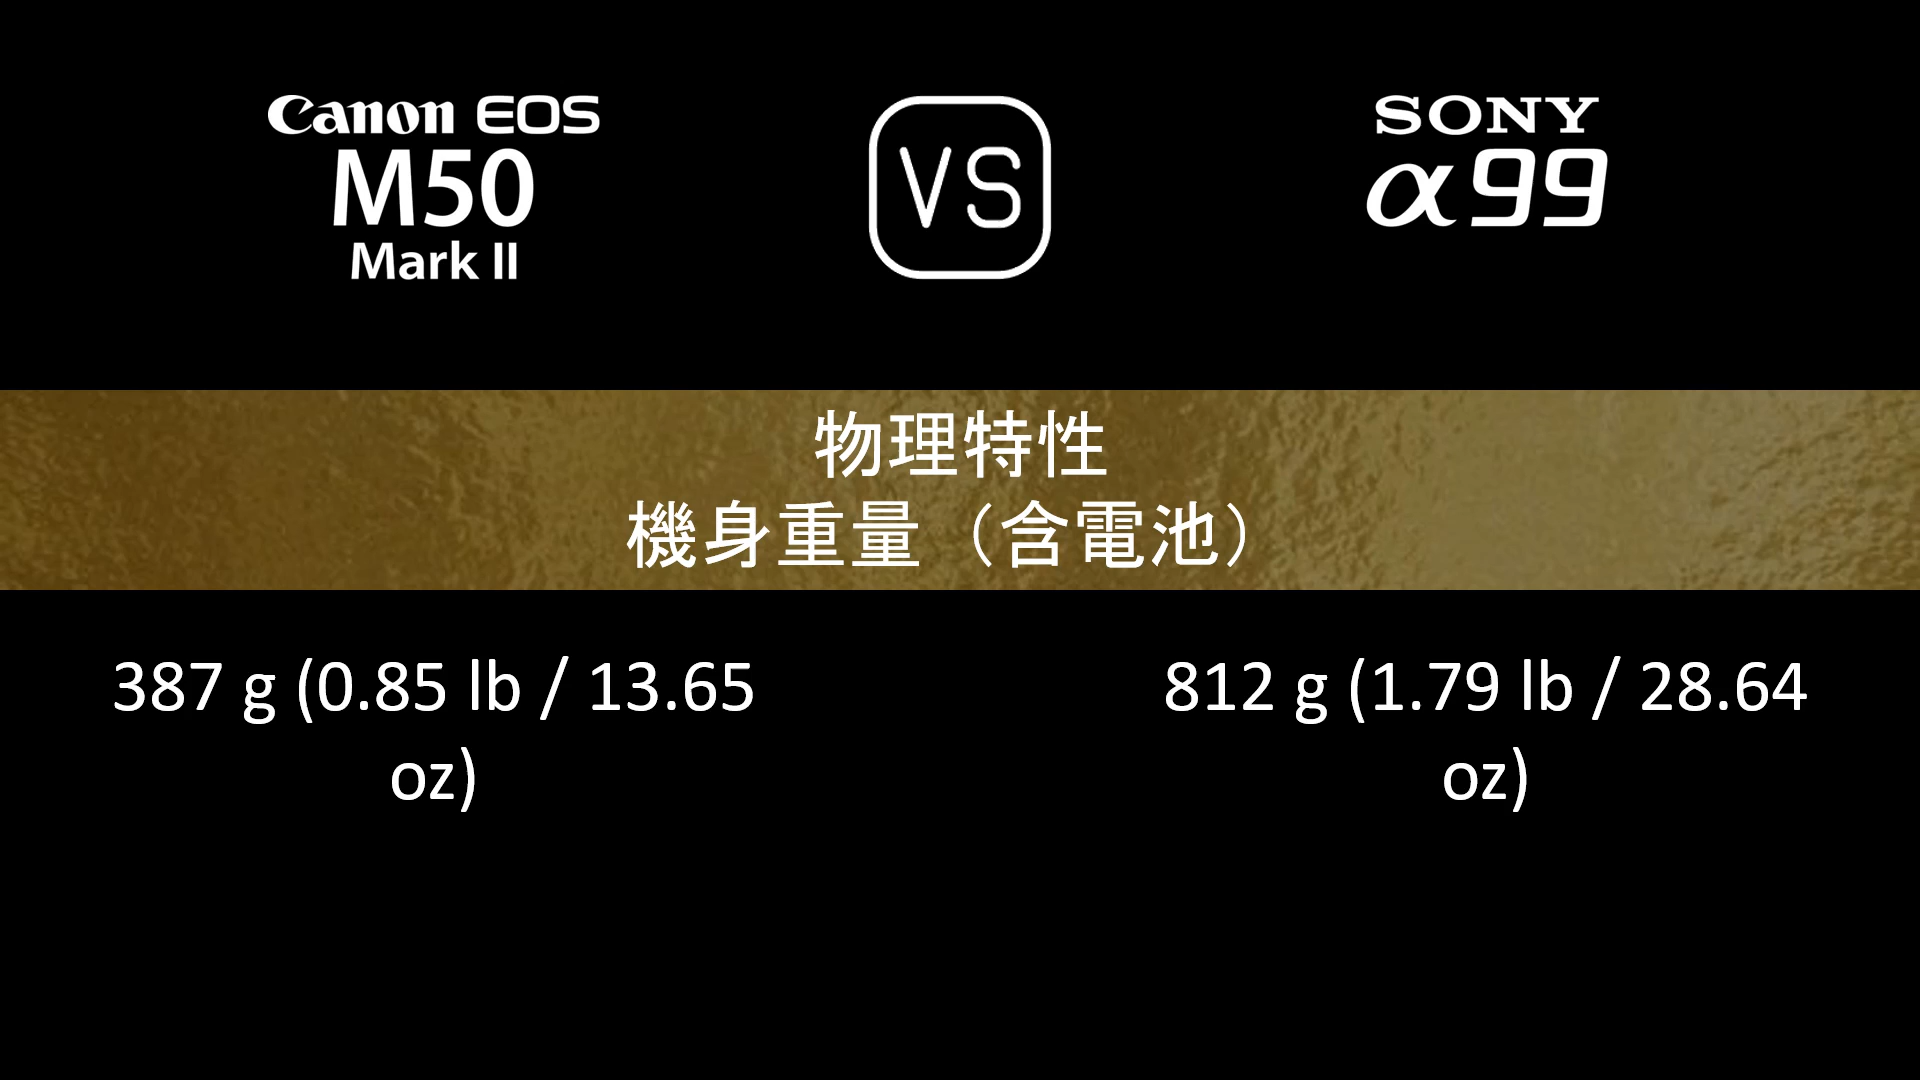 Canon EOS
M50
Mark II
VS
SONY
α99
物理特性
機身重量（含電池）
387 g (0.85 lb / 13.65
oz)
812 g (1.79 lb / 28.64
oz)